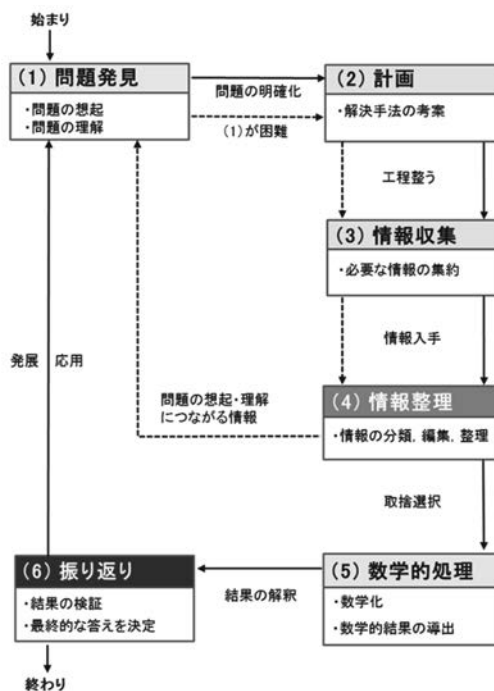 始まり
(1) 問題発見
・問題の想起
・問題の理解
問題の明確化
(1)が困難
(2) 計画
・解決手法の考案
工程整う
(3) 情報収集
・必要な情報の集約
情報入手
(4) 情報整理
・情報の分類, 編集, 整理
問題の想起・理解
につながる情報
取捨選択
(5) 数学的処理
・数学化
・数学的結果の導出
結果の解釈
(6) 振り返り
・結果の検証
・最終的な答えを決定
発展 応用
終わり